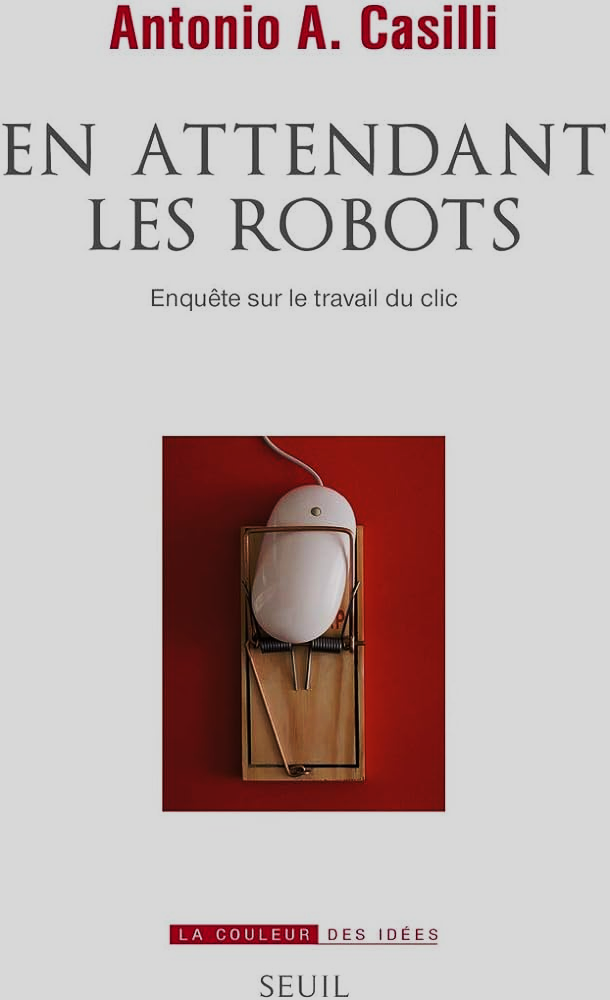 Antonio A. Casilli
EN ATTENDANT
LES ROBOTS
Enquête sur le travail du clic
LA COULEUR DES IDÉES
SEUIL